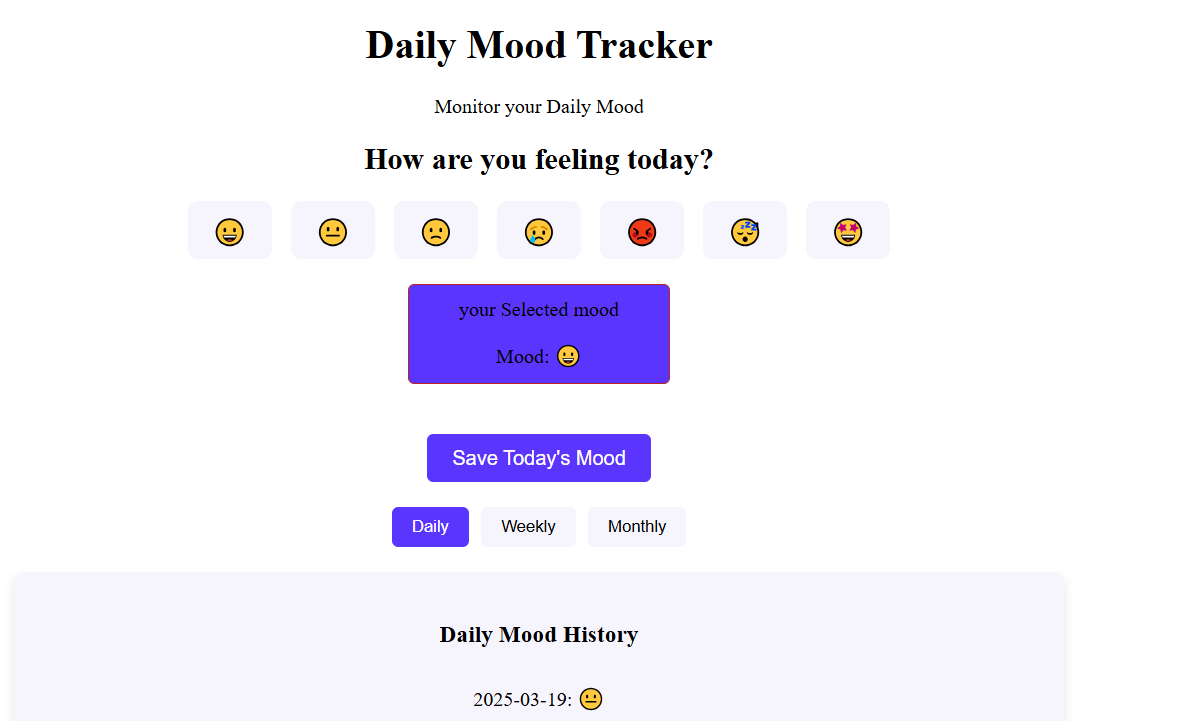 Daily Mood Tracker
Monitor your Daily Mood
How are you feeling today?
😀 😐 🙁 😢 😡 😴 🤩
your Selected mood
Mood: 😀
Save Today's Mood
Daily Weekly Monthly
Daily Mood History
2025-03-19: 😐